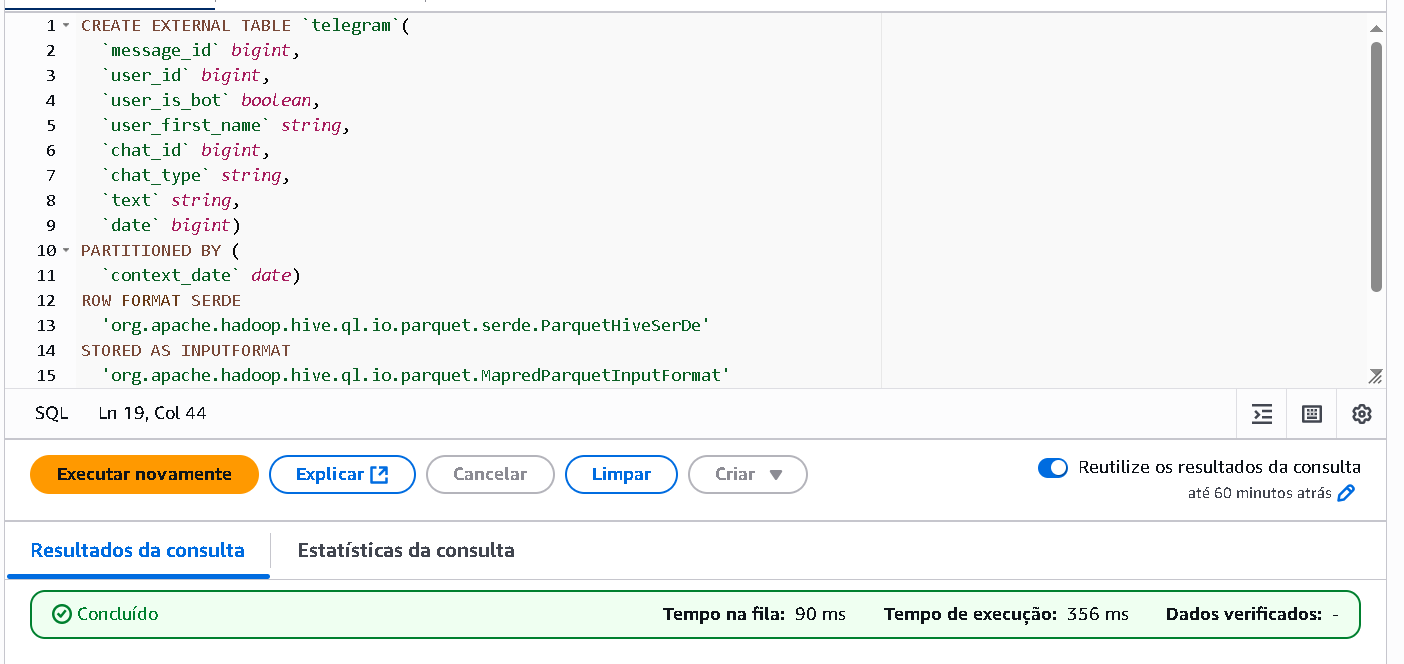 1 CREATE EXTERNAL TABLE `telegram`(
2 `message_id` bigint,
3 `user_id` bigint,
4 `user_is_bot` boolean,
5 `user_first_name` string,
6 `chat_id` bigint,
7 `chat_type` string,
8 `text` string,
9 `date` bigint)
10 PARTITIONED BY (
11 `context_date` date)
12 ROW FORMAT SERDE
13 'org.apache.hadoop.hive.ql.io.parquet.serde.ParquetHiveSerDe'
14 STORED AS INPUTFORMAT
15 'org.apache.hadoop.hive.ql.io.parquet.MapredParquetInputFormat'
SQL Ln 19, Col 44
Executar novamente Explicar Cancelar Limpar Criar Reutilize os resultados da consulta
até 60 minutos atrás
Resultados da consulta Estatísticas da consulta
Concluído Tempo na fila: 90 ms Tempo de execução: 356 ms Dados verificados: -